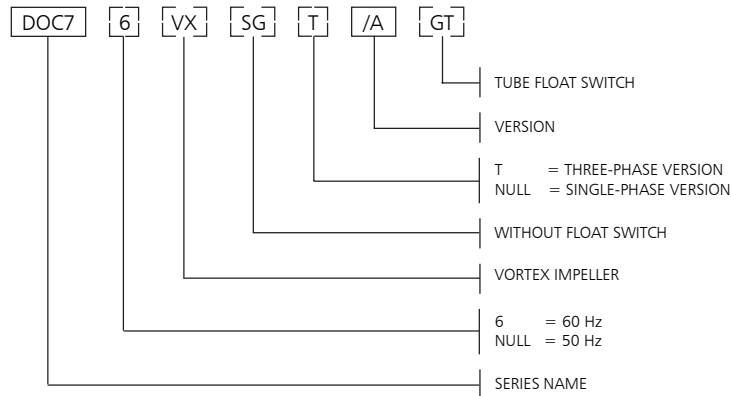 DOC7 6 VX SG T /A GT
TUBE FLOAT SWITCH
VERSION
T = THREE-PHASE VERSION
NULL = SINGLE-PHASE VERSION
WITHOUT FLOAT SWITCH
VORTEX IMPELLER
6 = 60 Hz
NULL = 50 Hz
SERIES NAME